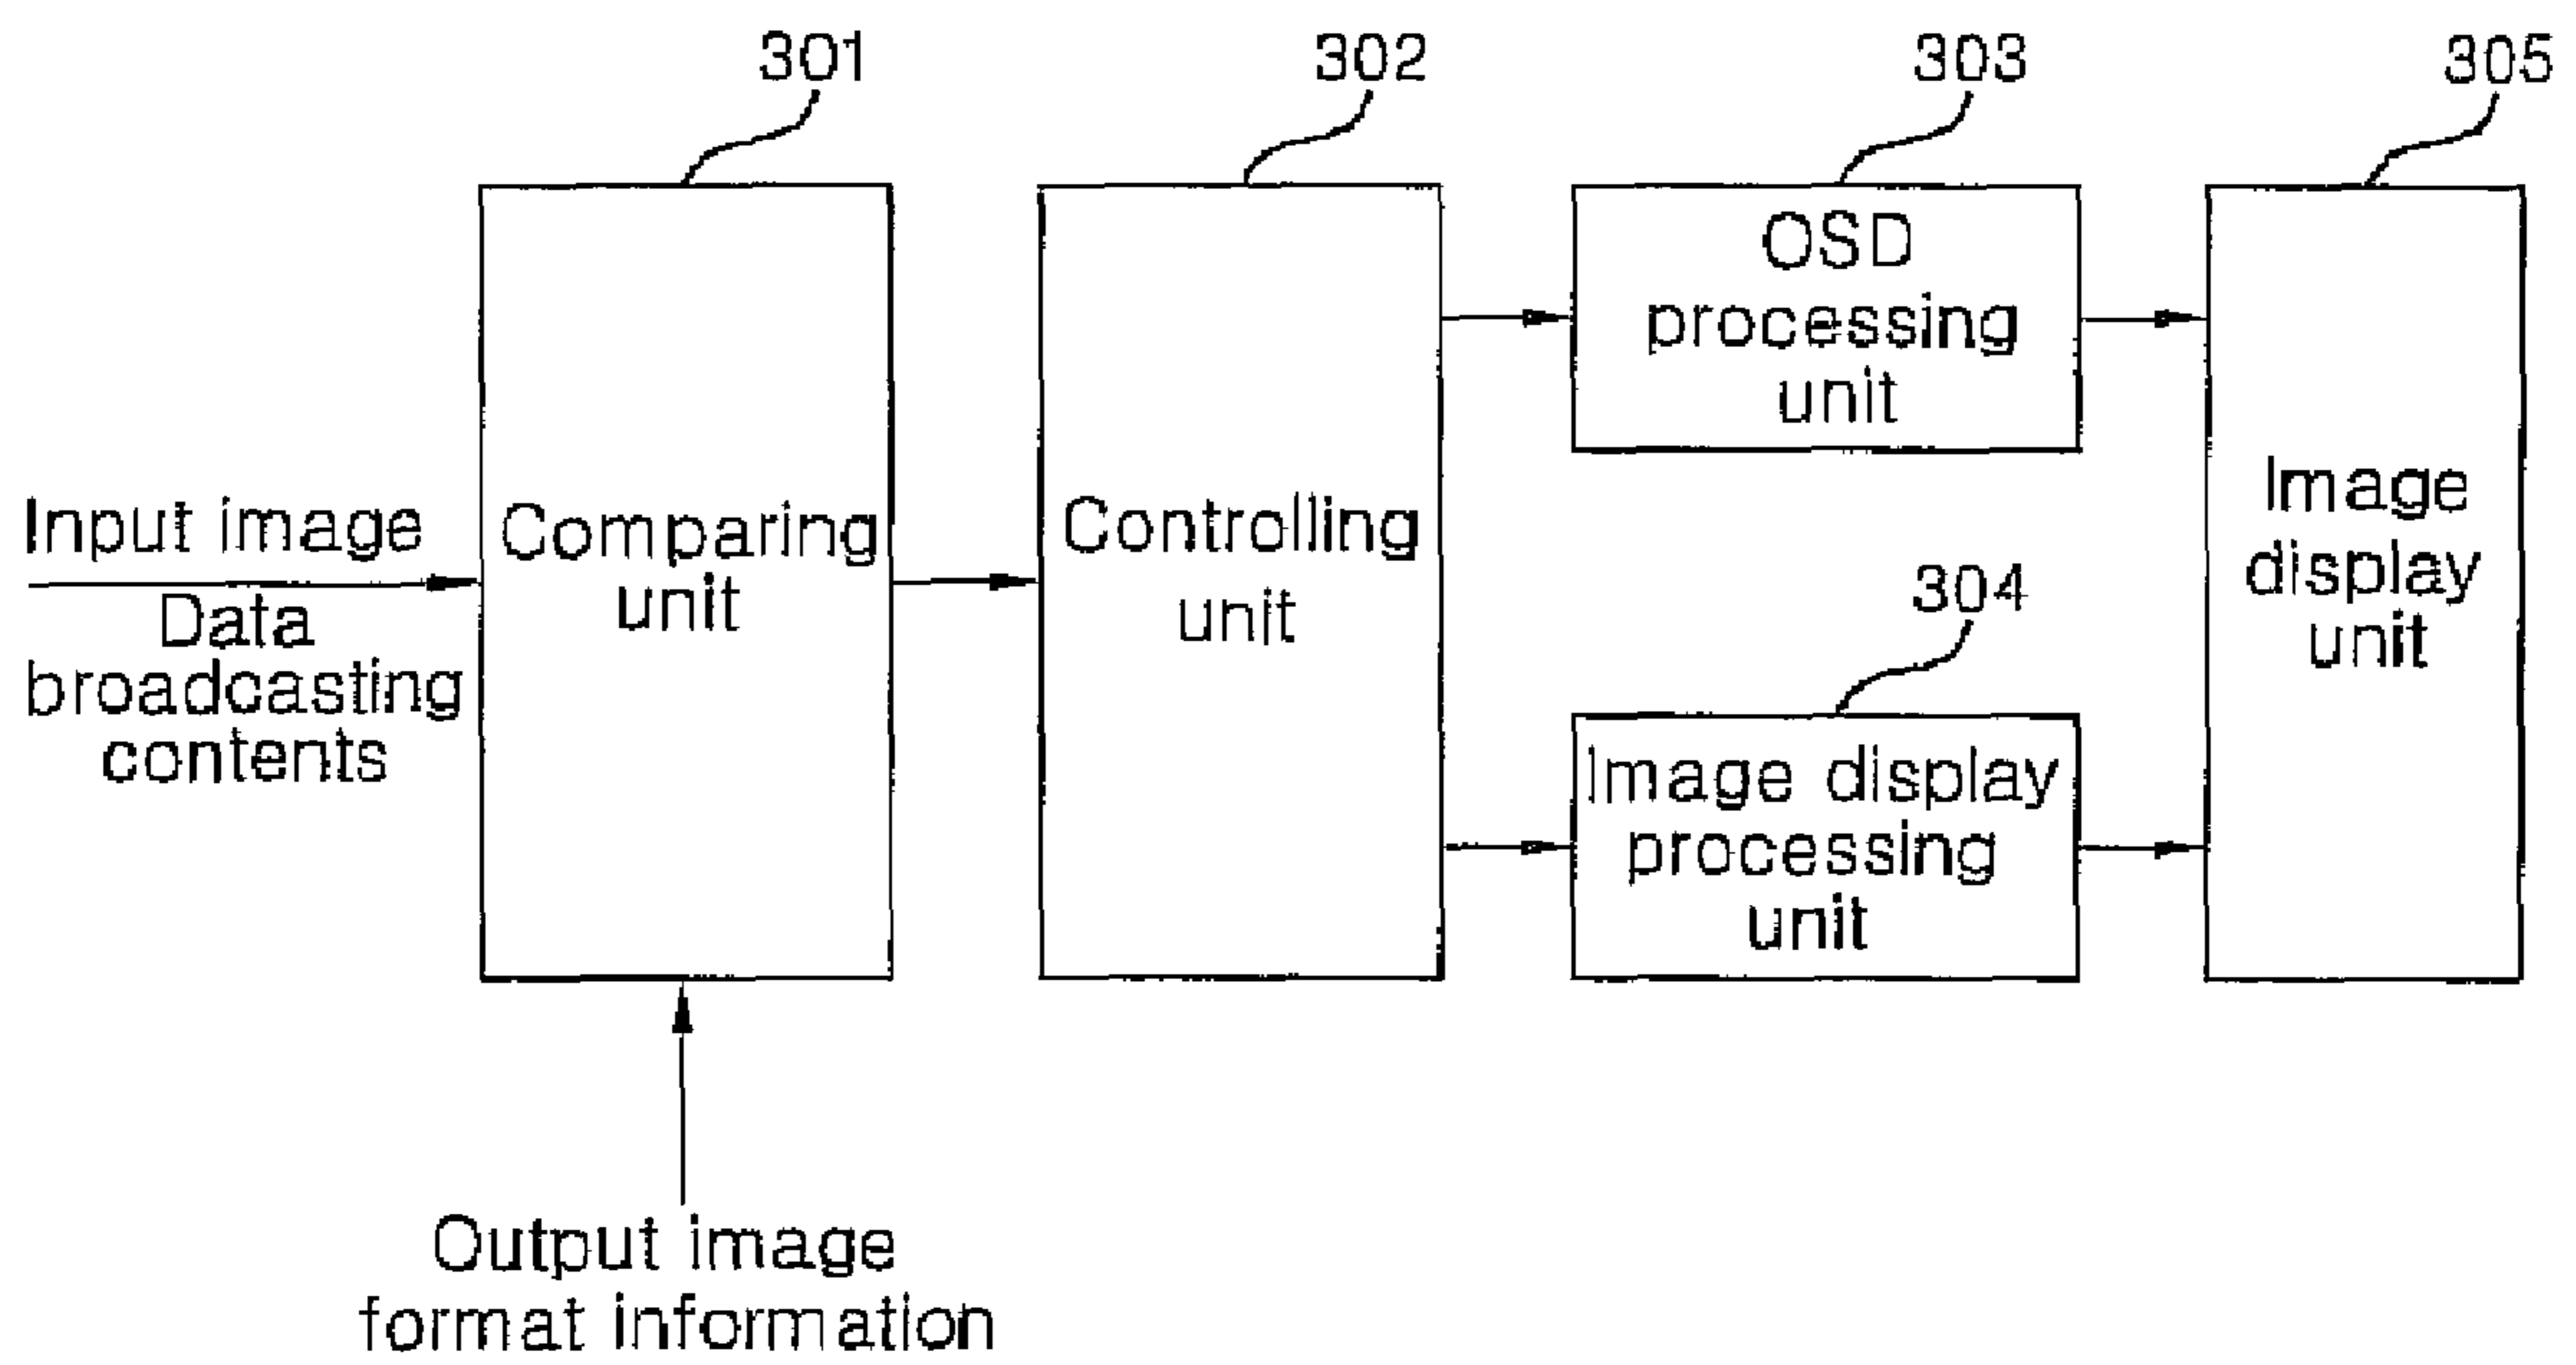 301
302
303
305
OSD
processing
unit
Input image
Data
broadcasting
contents
Comparing
unit
Controlling
unit
Image
display
unit
304
Image display
processing
unit
Output image
format information